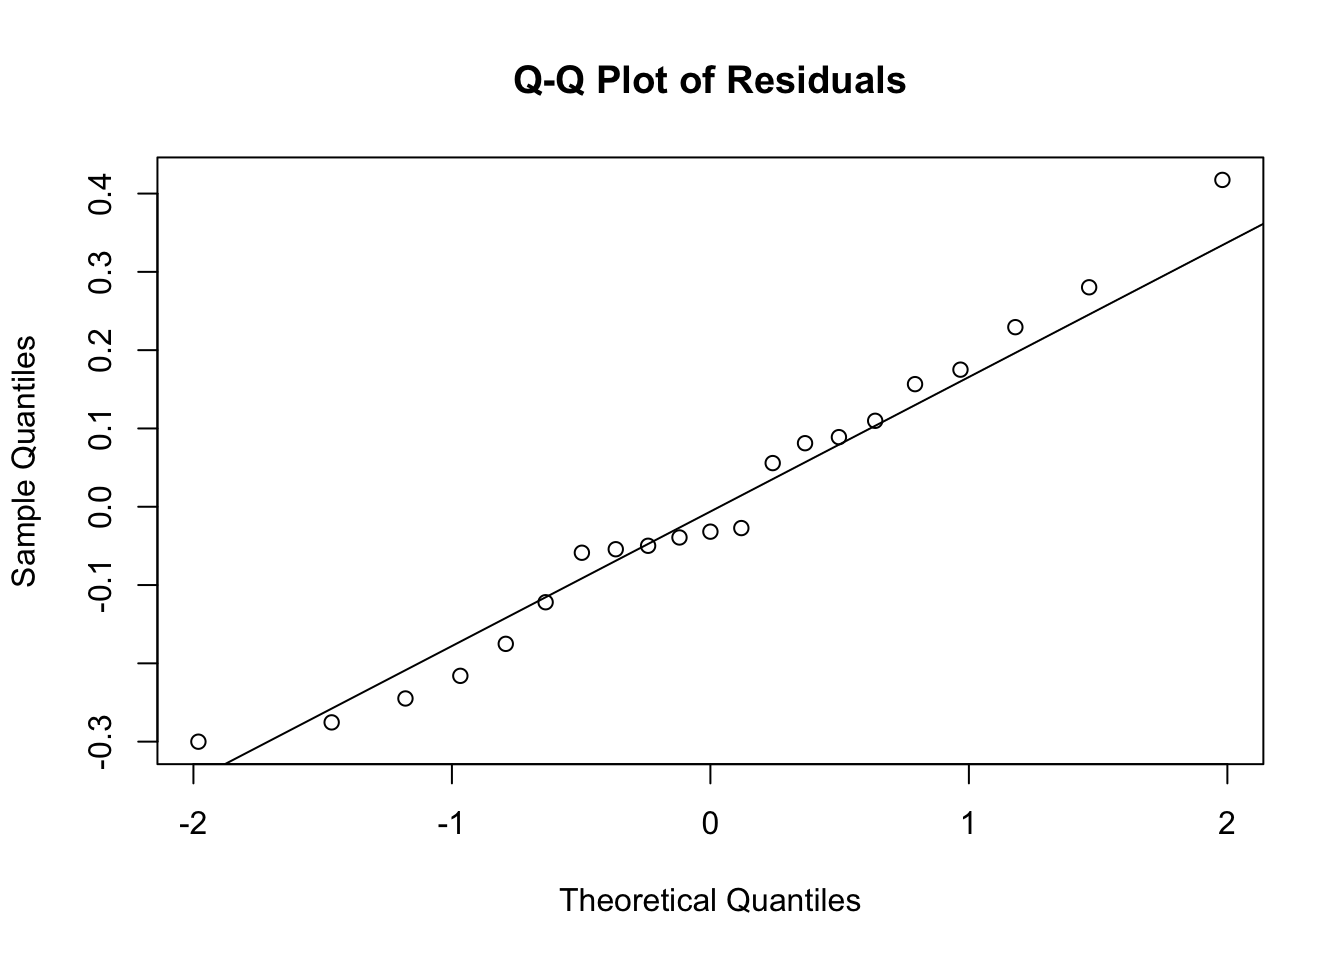 Q-Q Plot of Residuals
Sample Quantiles
0.4
0.3
0.2
0.1
0.0
-0.1
-0.3
-2 -1 0 1 2
Theoretical Quantiles